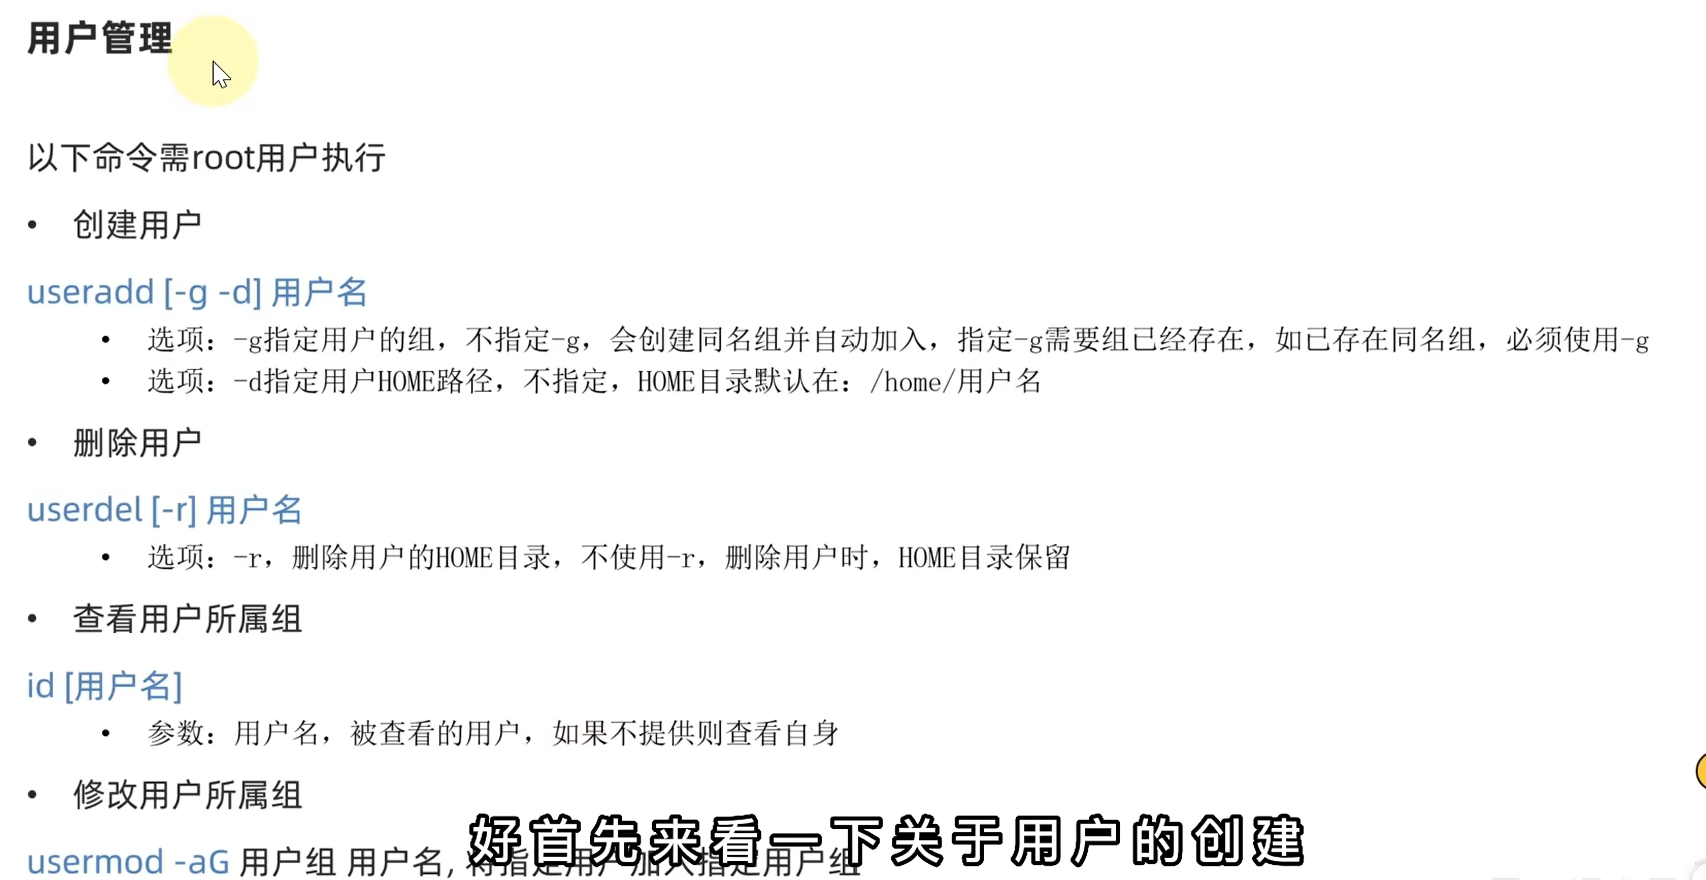 用户管理
以下命令需root用户执行
• 创建用户
useradd [-g -d] 用户名
• 选项：-g指定用户的组，不指定-g，会创建同名组并自动加入，指定-g需要组已经存在，如已存在同名组，必须使用-g
• 选项：-d指定用户HOME路径，不指定，HOME目录默认在：/home/用户名
• 删除用户
userdel [-r] 用户名
• 选项：-r，删除用户的HOME目录，不使用-r，删除用户时，HOME目录保留
• 查看用户所属组
id [用户名]
• 参数：用户名，被查看的用户，如果不提供则查看自身
• 修改用户所属组
usermod -aG 用户组 用户名, 将指定用户加入指定用户组
好首先来看一下关于用户的创建